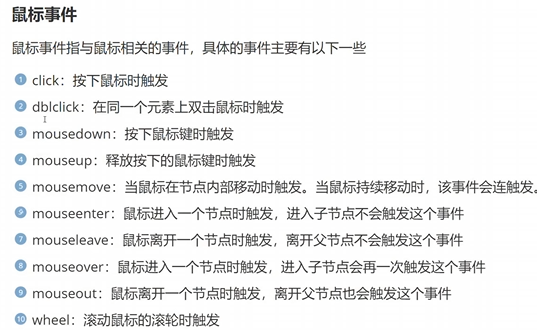 鼠标事件
鼠标事件指与鼠标相关的事件，具体的事件主要有以下一些
1 click：按下鼠标时触发
2 dblclick：在同一个元素上双击鼠标时触发
3 mousedown：按下鼠标键时触发
4 mouseup：释放按下的鼠标键时触发
5 mousemove：当鼠标在节点内部移动时触发。当鼠标持续移动时，该事件会连触发。
9 mouseenter：鼠标进入一个节点时触发，进入子节点不会触发这个事件
7 mouseleave：鼠标离开一个节点时触发，离开父节点不会触发这个事件
8 mouseover：鼠标进入一个节点时触发，进入子节点会再一次触发这个事件
9 mouseout：鼠标离开一个节点时触发，离开父节点也会触发这个事件
10 wheel：滚动鼠标的滚轮时触发